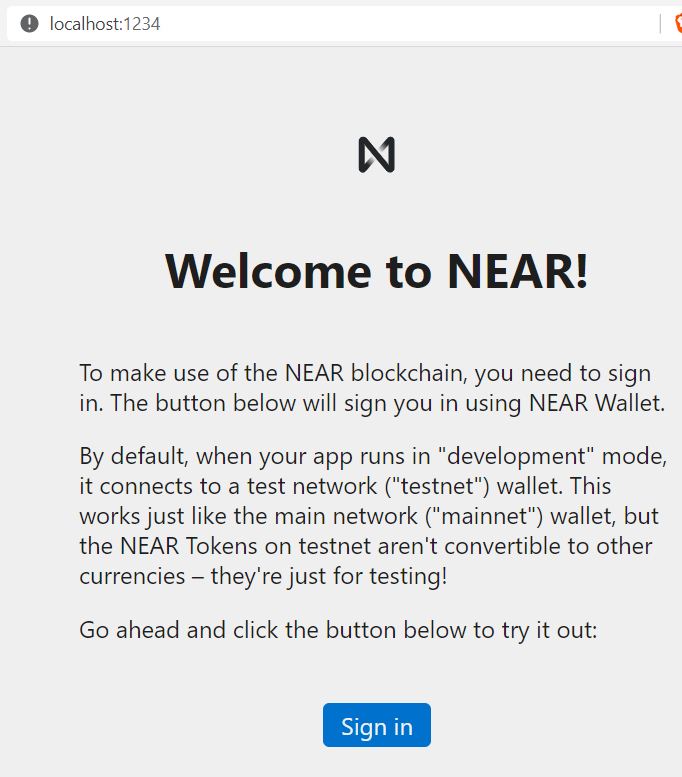 localhost:1234
Welcome to NEAR!
To make use of the NEAR blockchain, you need to sign
in. The button below will sign you in using NEAR Wallet.
By default, when your app runs in "development" mode,
it connects to a test network ("testnet") wallet. This
works just like the main network ("mainnet") wallet, but
the NEAR Tokens on testnet aren't convertible to other
currencies – they're just for testing!
Go ahead and click the button below to try it out:
Sign in